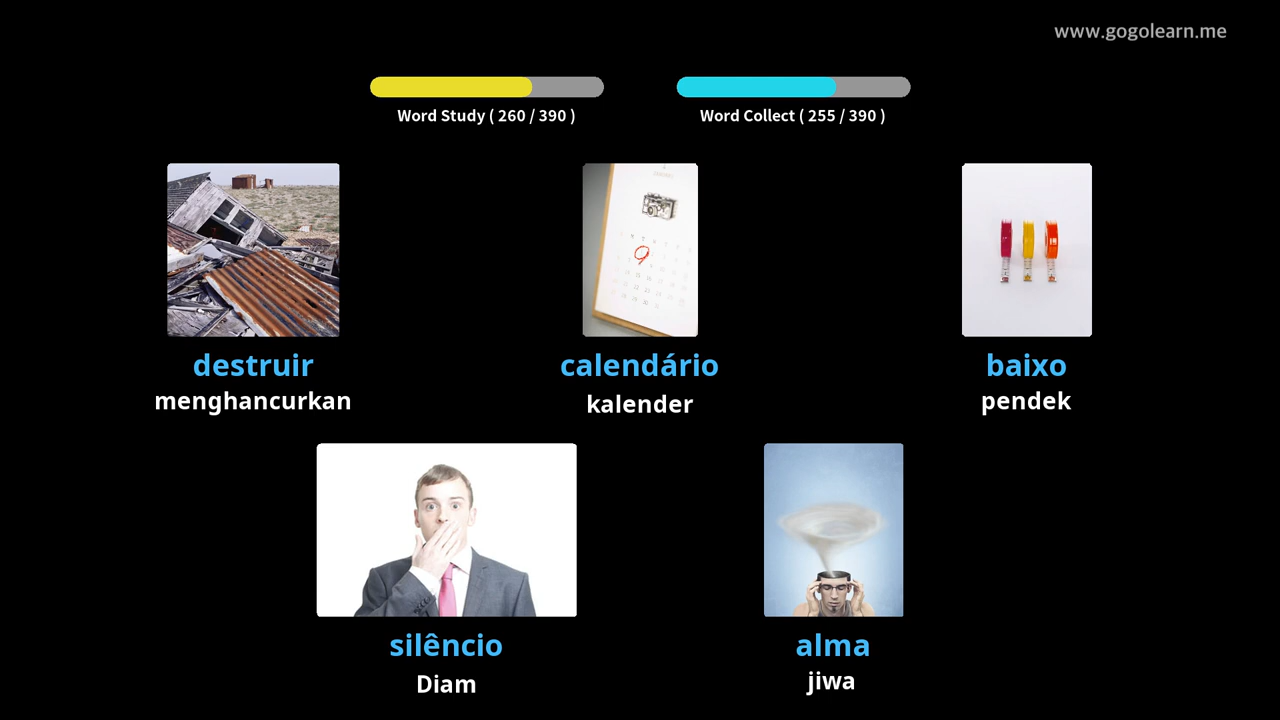 www.gogolearn.me
Word Study ( 260 / 390 )
Word Collect ( 255 / 390 )
destruir
menghancurkan
calendário
kalender
baixo
pendek
silêncio
Diam
alma
jiwa